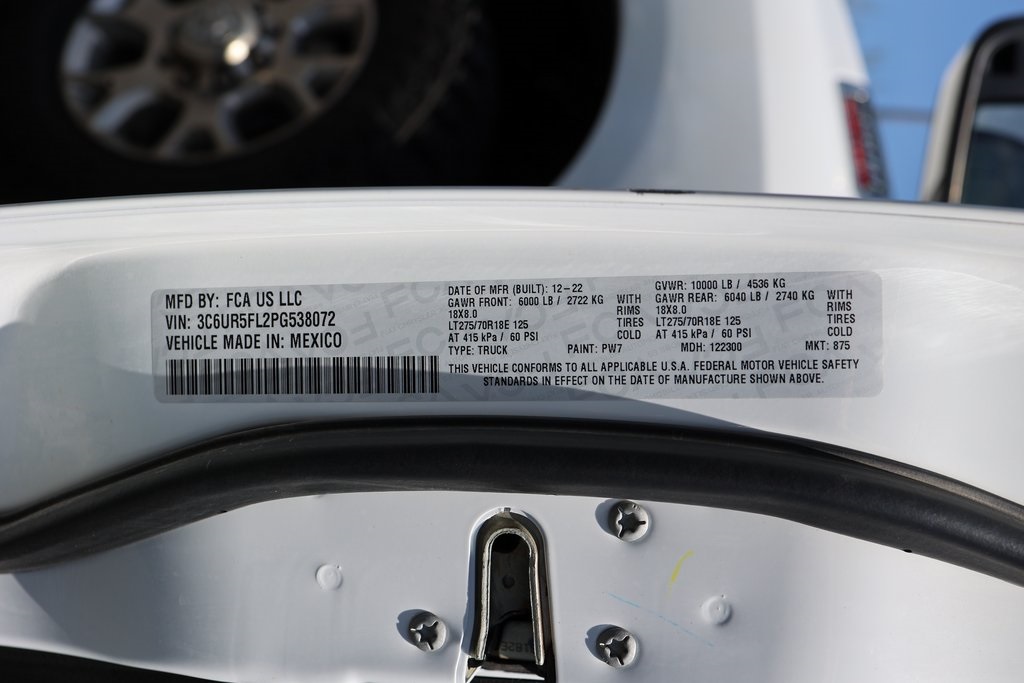 MFD BY: FCA US LLC
VIN: 3C6UR5FL2PG538072
VEHICLE MADE IN: MEXICO
DATE OF MFR (BUILT): 12-22
GAWR FRONT: 6000 LB / 2722 KG WITH
18X8.0 RIMS
LT275/70R18E 125 TIRES
AT 415 kPa / 60 PSI COLD
TYPE: TRUCK PAINT: PW7
GVWR: 10000 LB / 4536 KG
GAWR REAR: 6040 LB / 2740 KG WITH
18X8.0 RIMS
LT275/70R18E 125 TIRES
AT 415 kPa / 60 PSI COLD
MDH: 122300 MKT: 875
THIS VEHICLE CONFORMS TO ALL APPLICABLE U.S.A. FEDERAL MOTOR VEHICLE SAFETY
STANDARDS IN EFFECT ON THE DATE OF MANUFACTURE SHOWN ABOVE.